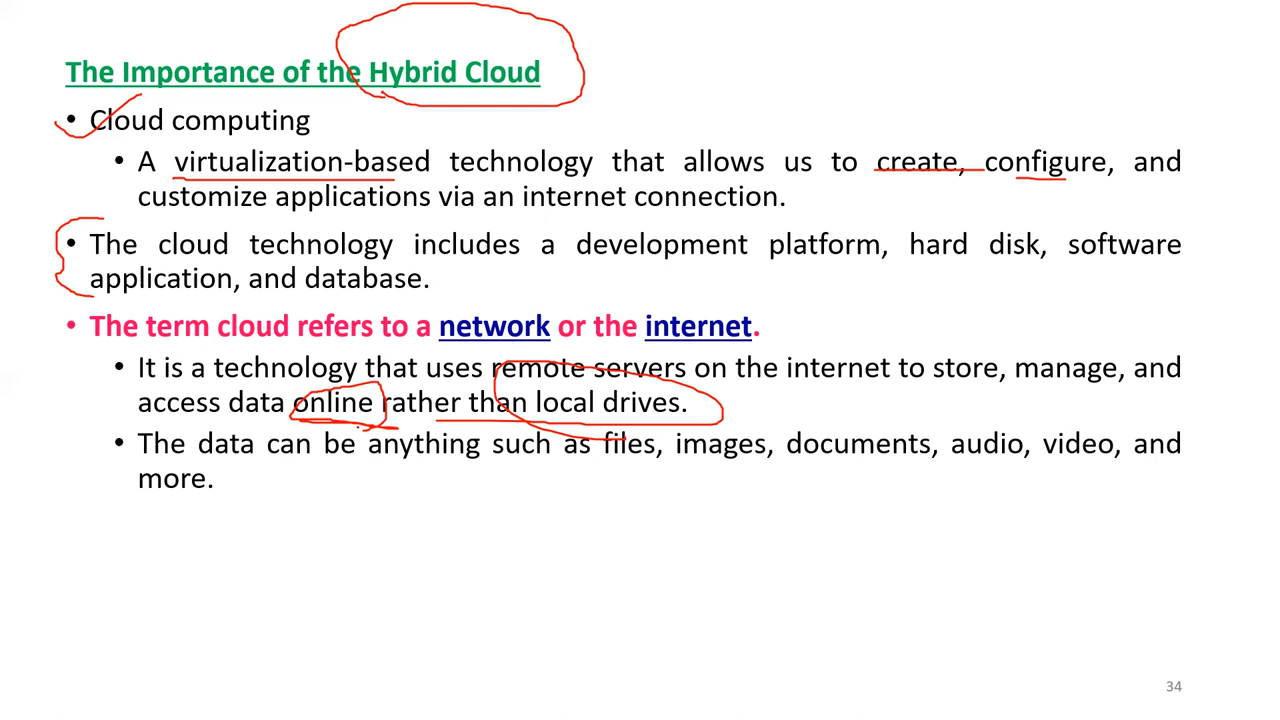 The Importance of the Hybrid Cloud
• Cloud computing
• A virtualization-based technology that allows us to create, configure, and
customize applications via an internet connection.
• The cloud technology includes a development platform, hard disk, software
application, and database.
• The term cloud refers to a network or the internet.
• It is a technology that uses remote servers on the internet to store, manage, and
access data online rather than local drives.
• The data can be anything such as files, images, documents, audio, video, and
more.
34